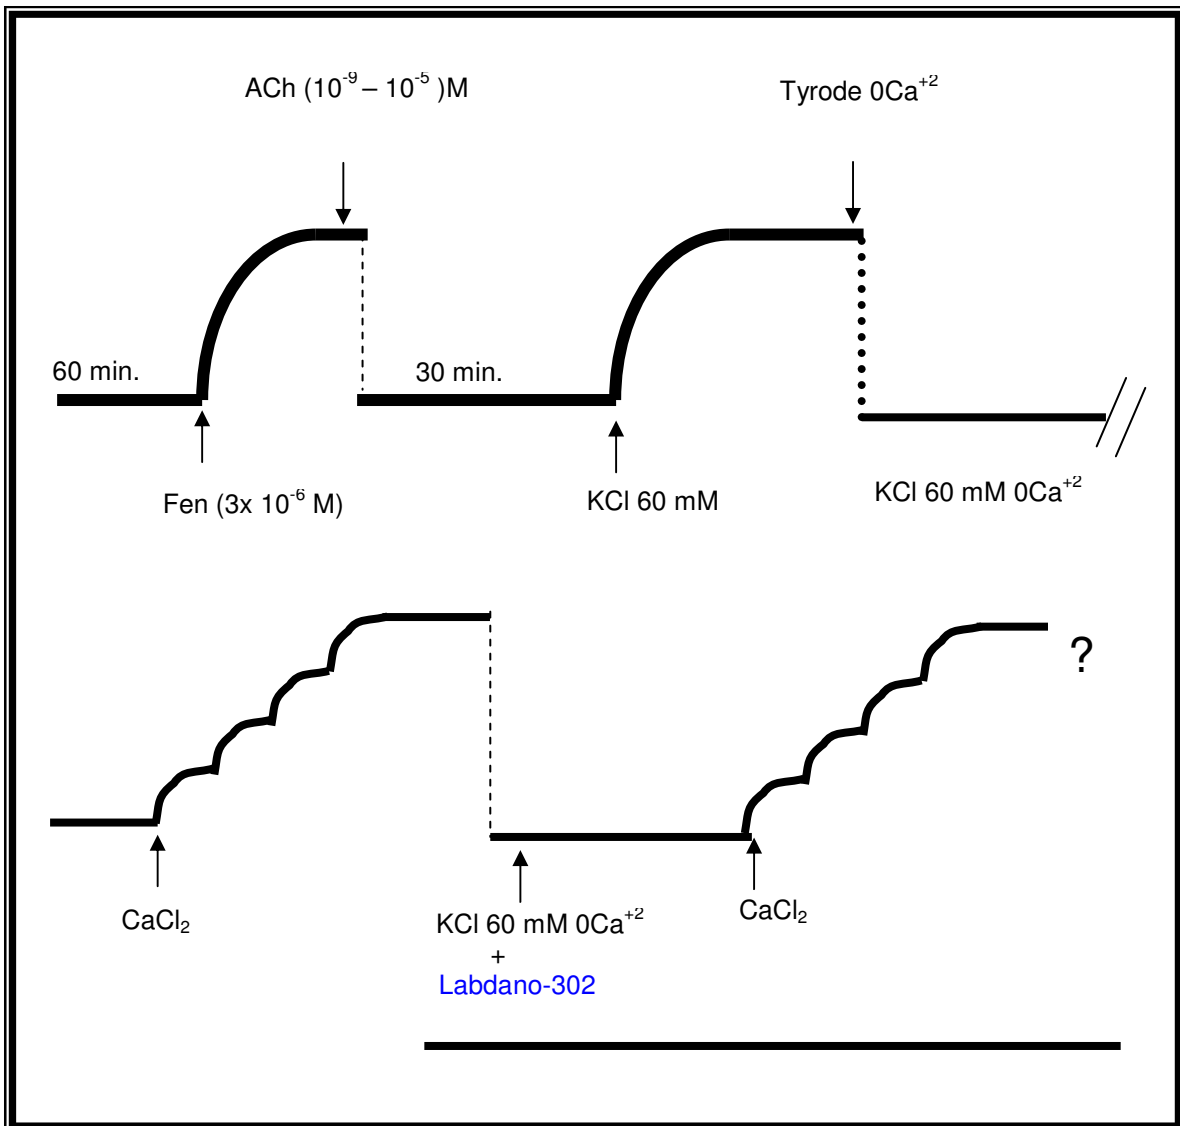 ACh (10⁻⁹ – 10⁻⁵ )M
Tyrode 0Ca⁺²
60 min.
30 min.
Fen (3x 10⁻⁶ M)
KCl 60 mM
KCl 60 mM 0Ca⁺²
?
CaCl₂
KCl 60 mM 0Ca⁺²
+
Labdano-302
CaCl₂